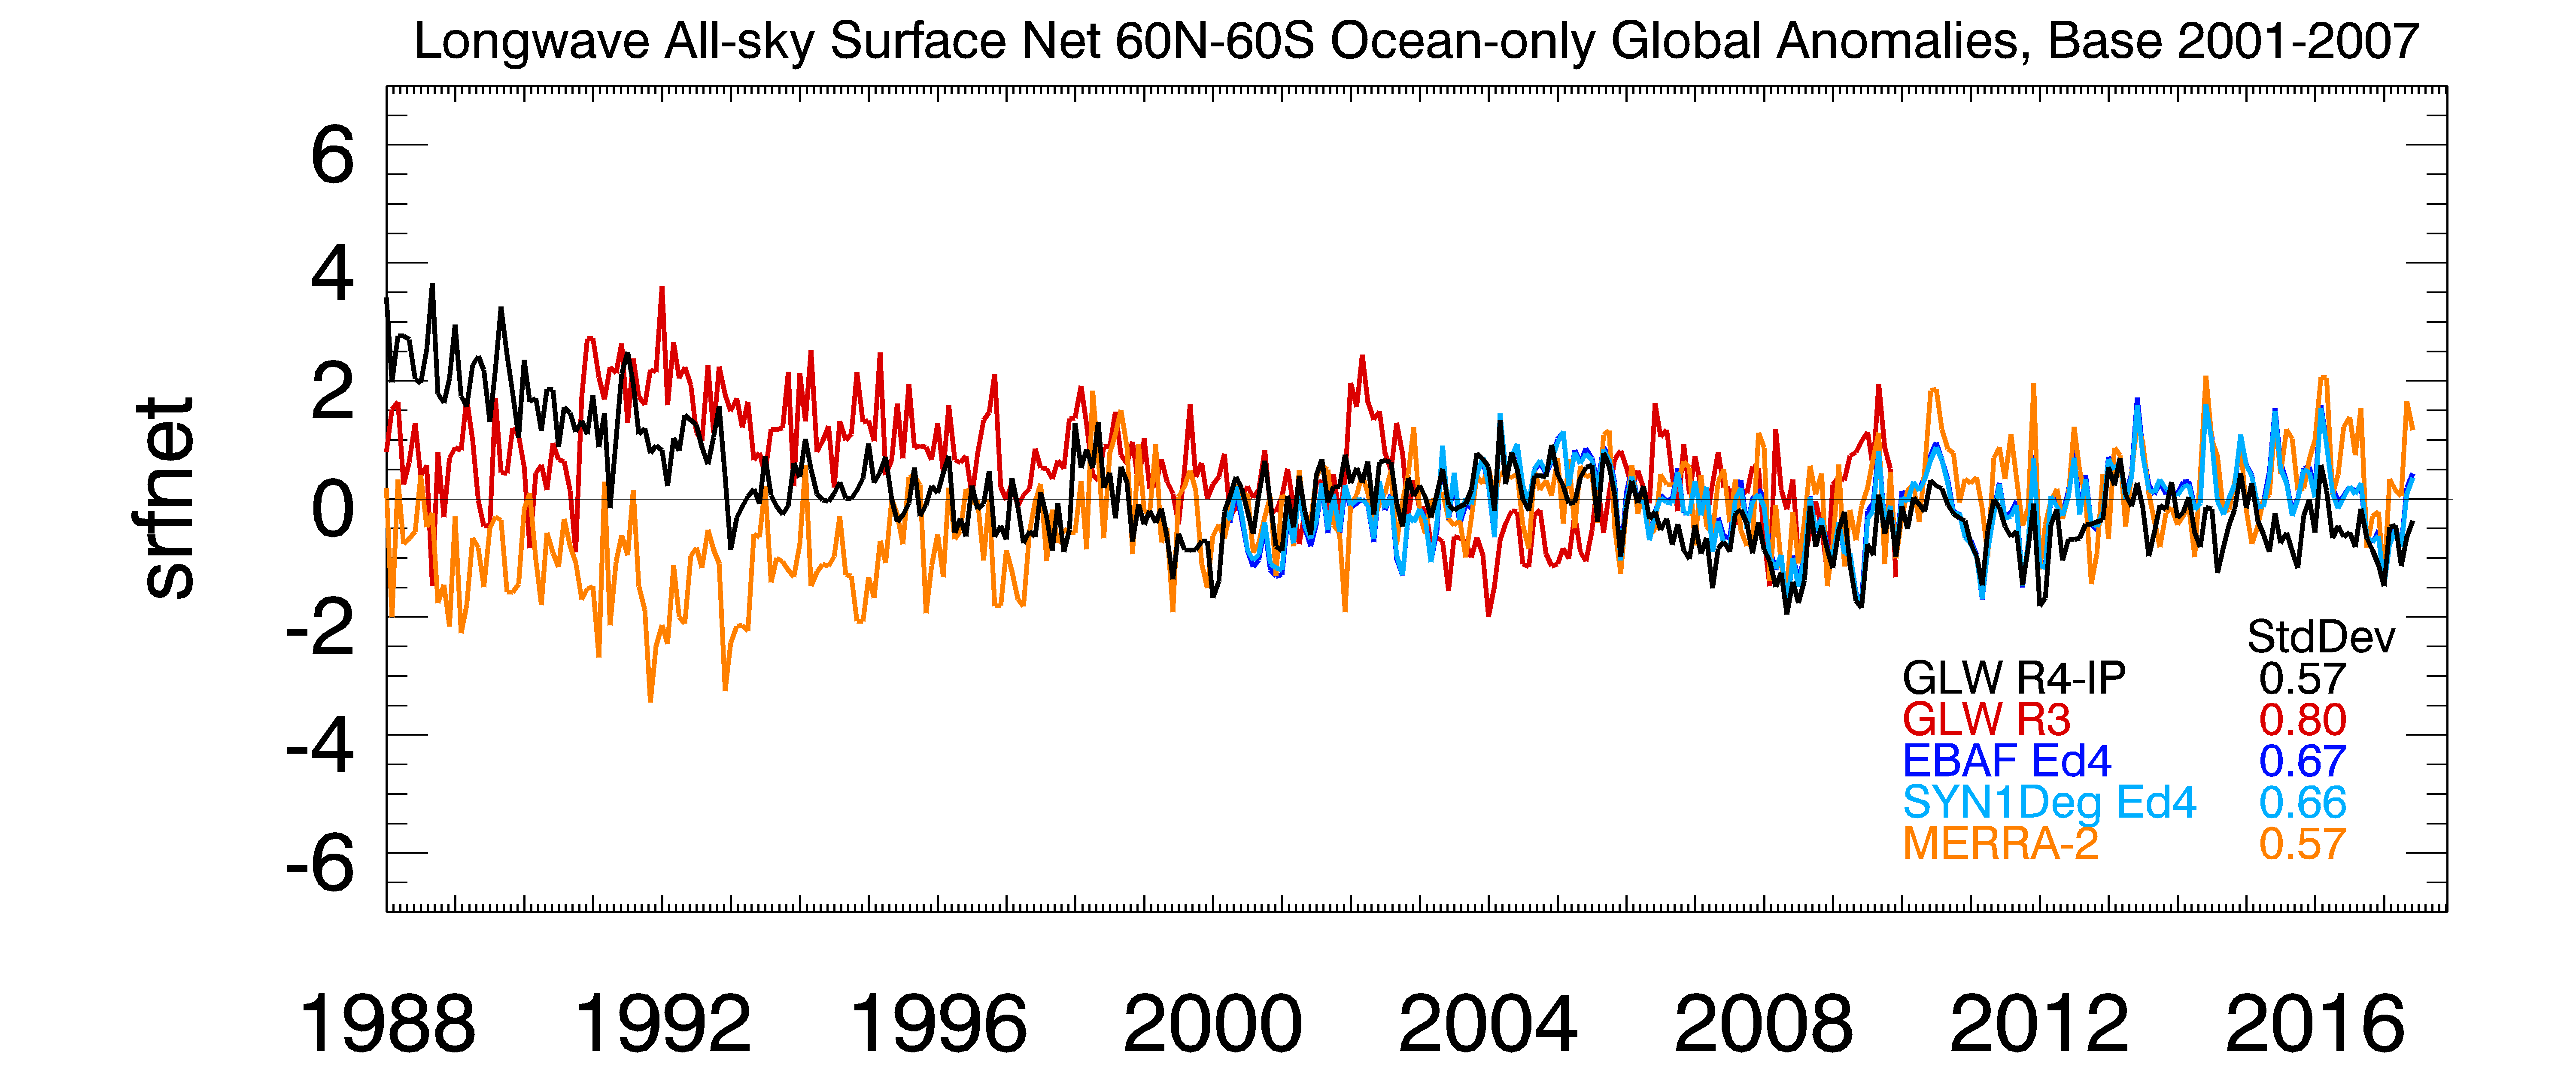 Longwave All-sky Surface Net 60N-60S Ocean-only Global Anomalies, Base 2001-2007
6
4
2
0
-2
-4
-6
srfnet
StdDev
GLW R4-IP 0.57
GLW R3 0.80
EBAF Ed4 0.67
SYN1Deg Ed4 0.66
MERRA-2 0.57
1988 1992 1996 2000 2004 2008 2012 2016